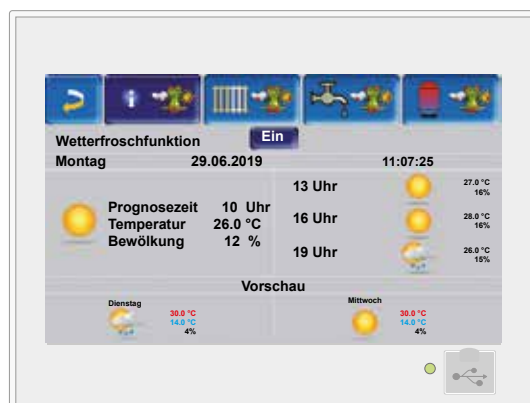 Wetterfroschfunktion Ein
Montag 29.06.2019 11:07:25
Prognosezeit 10 Uhr
Temperatur 26.0 °C
Bewölkung 12 %
13 Uhr 27.0 °C
16%
16 Uhr 28.0 °C
16%
19 Uhr 26.0 °C
15%
Vorschau
Dienstag
30.0 °C
14.0 °C
4%
Mittwoch
30.0 °C
14.0 °C
4%